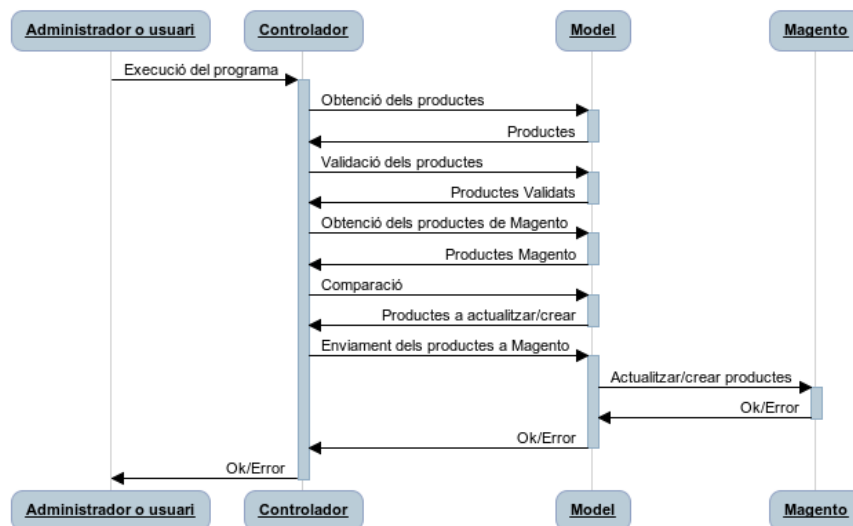 Administrador o usuari
Controlador
Model
Magento
Execució del programa
Obtenció dels productes
Productes
Validació dels productes
Productes Validats
Obtenció dels productes de Magento
Productes Magento
Comparació
Productes a actualitzar/crear
Enviament dels productes a Magento
Actualitzar/crear productes
Ok/Error
Ok/Error
Ok/Error
Administrador o usuari
Controlador
Model
Magento